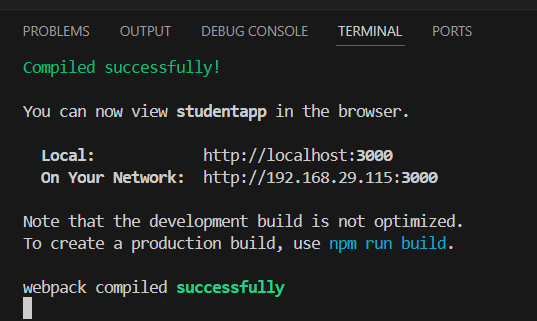 PROBLEMS OUTPUT DEBUG CONSOLE TERMINAL PORTS
Compiled successfully!
You can now view studentapp in the browser.
Local: http://localhost:3000
On Your Network: http://192.168.29.115:3000
Note that the development build is not optimized.
To create a production build, use npm run build.
webpack compiled successfully